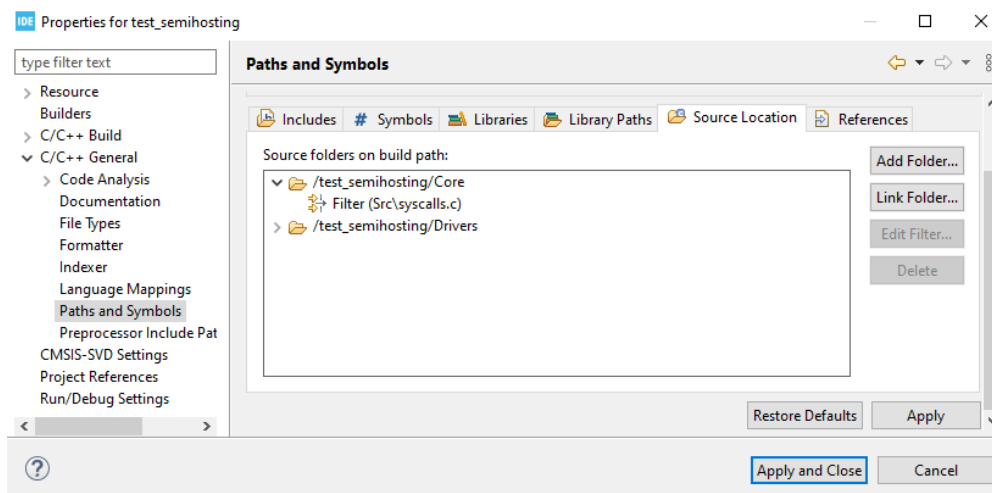 IDE Properties for test_semihosting
type filter text
Resource
Builders
C/C++ Build
C/C++ General
Code Analysis
Documentation
File Types
Formatter
Indexer
Language Mappings
Paths and Symbols
Preprocessor Include Pat
CMSIS-SVD Settings
Project References
Run/Debug Settings
Paths and Symbols
Includes # Symbols Libraries Library Paths Source Location References
Source folders on build path:
/test_semihosting/Core
Filter (Src\syscalls.c)
/test_semihosting/Drivers
Add Folder...
Link Folder...
Edit Filter...
Delete
Restore Defaults Apply
? Apply and Close Cancel